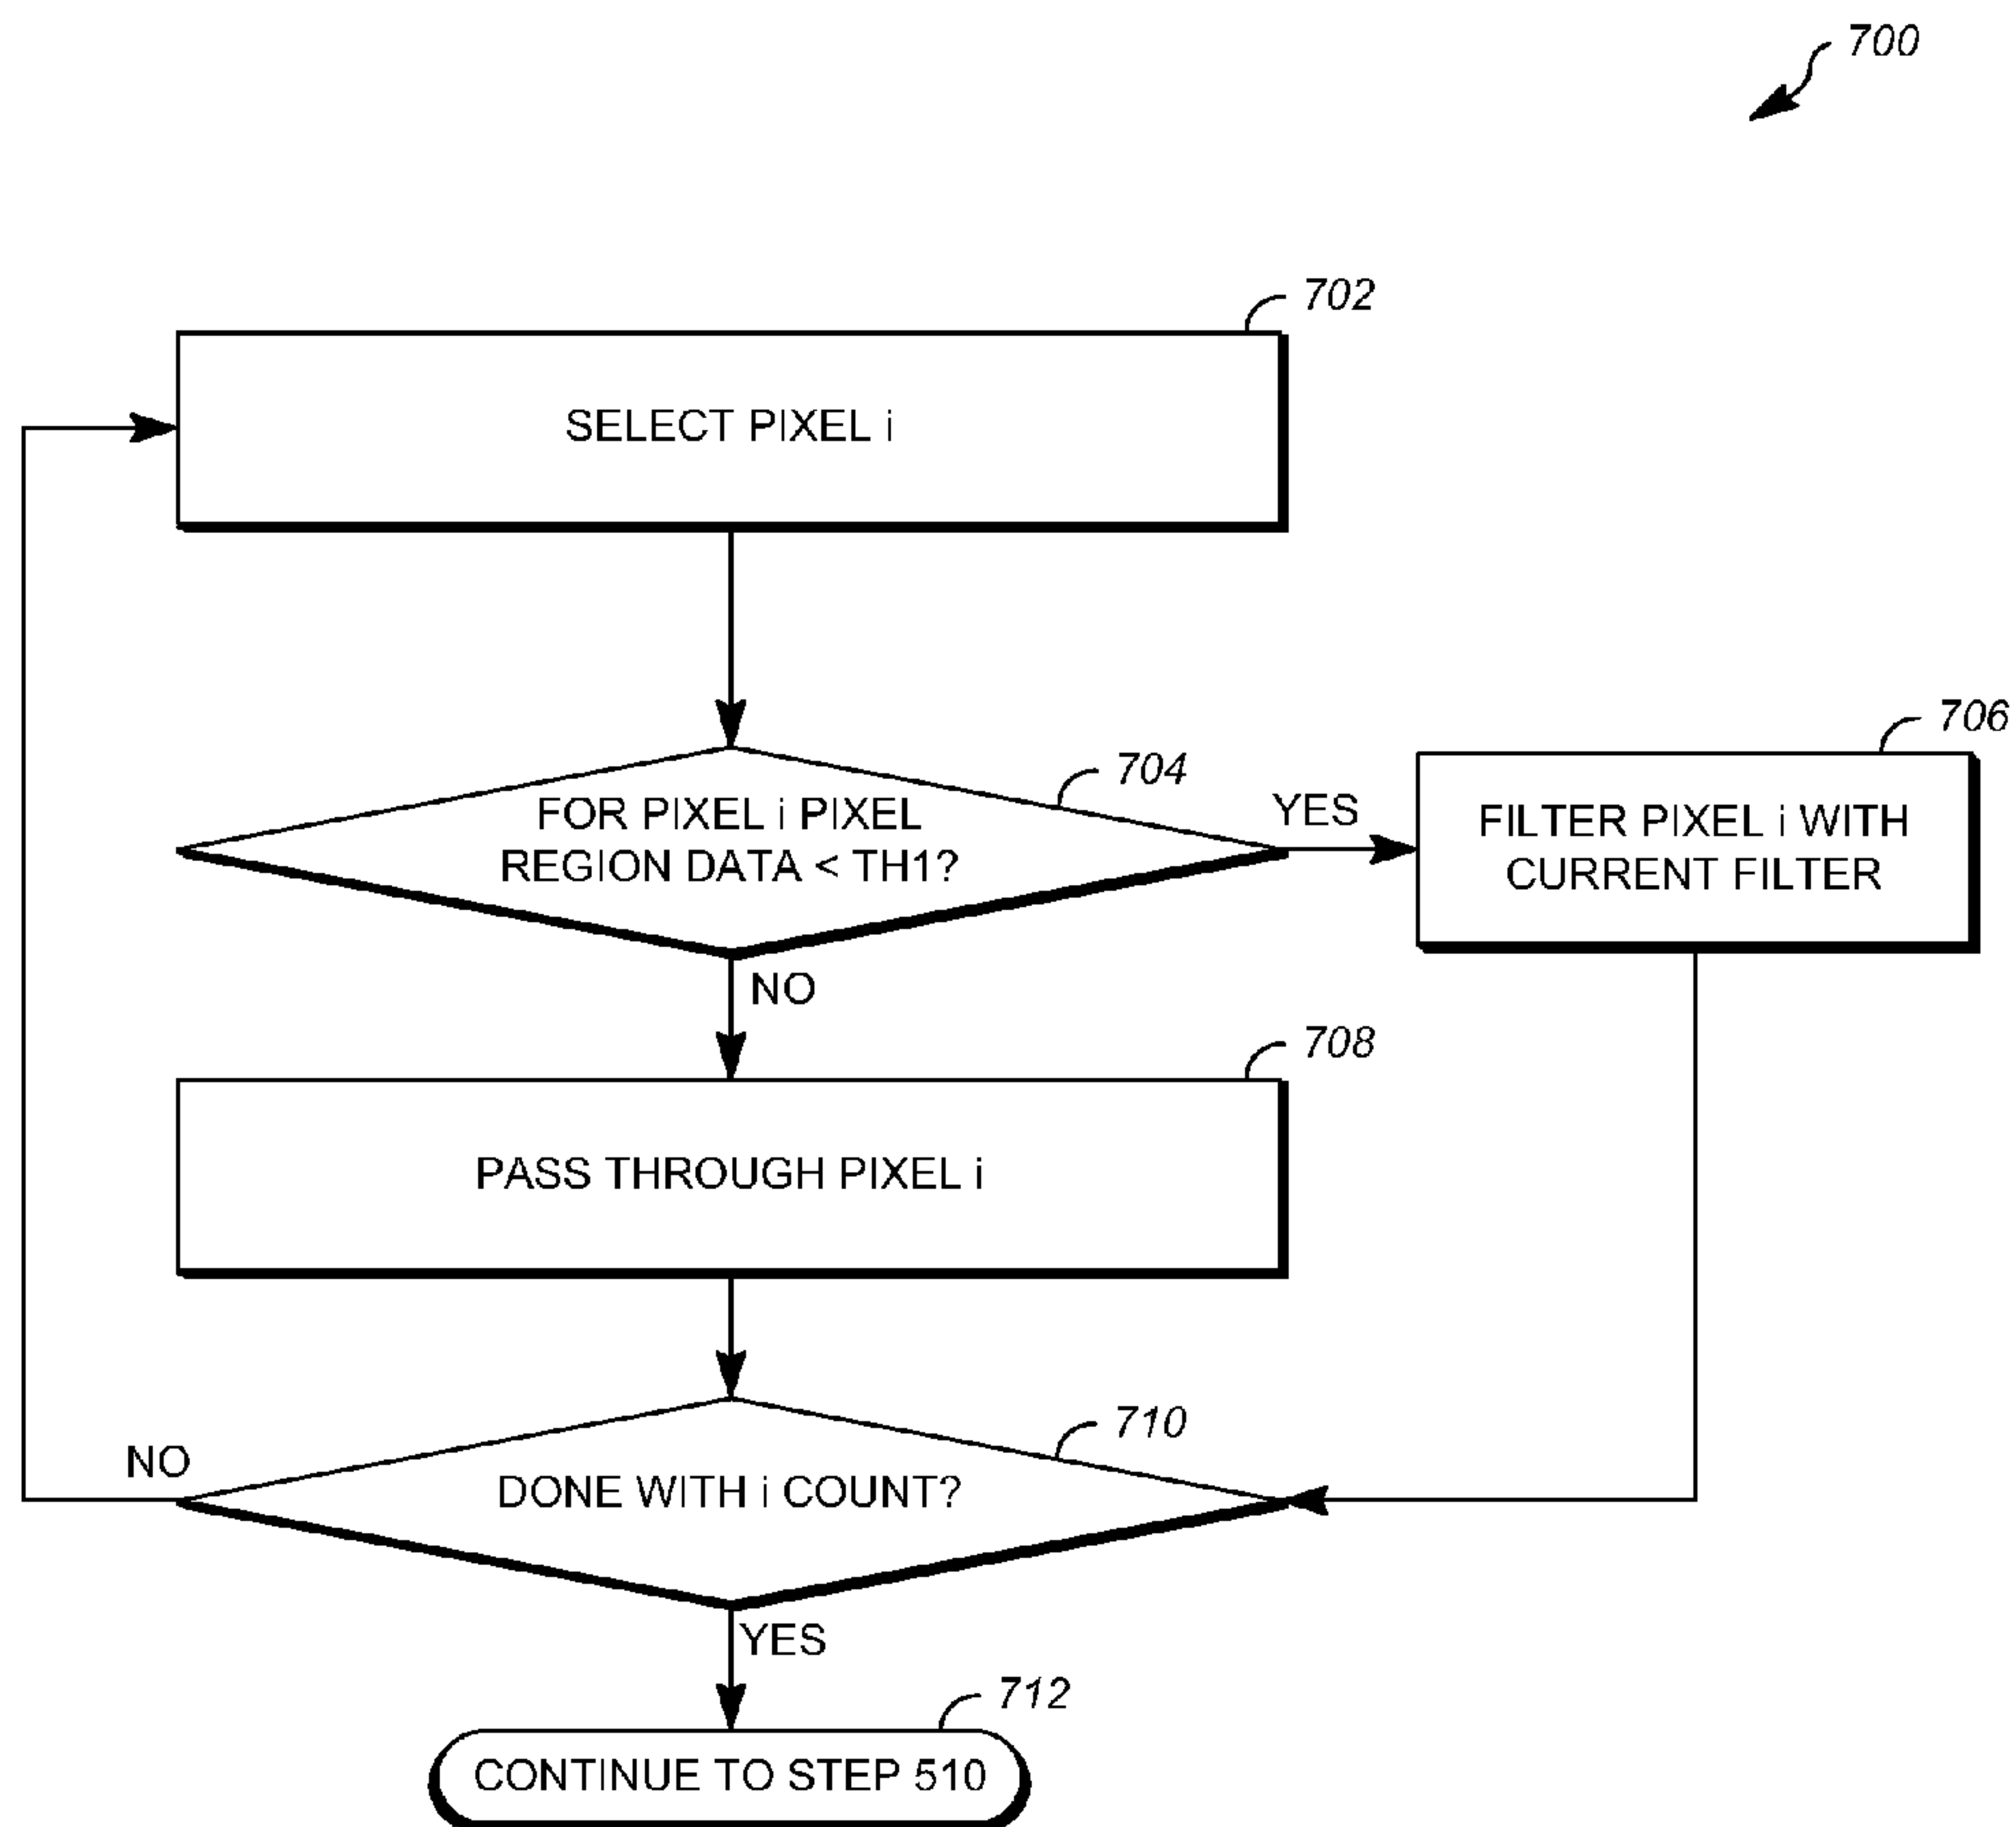 700
702
SELECT PIXEL i
704
FOR PIXEL i PIXEL
REGION DATA < TH1?
YES
706
FILTER PIXEL i WITH
CURRENT FILTER
NO
708
PASS THROUGH PIXEL i
710
NO
DONE WITH i COUNT?
YES
712
CONTINUE TO STEP 510